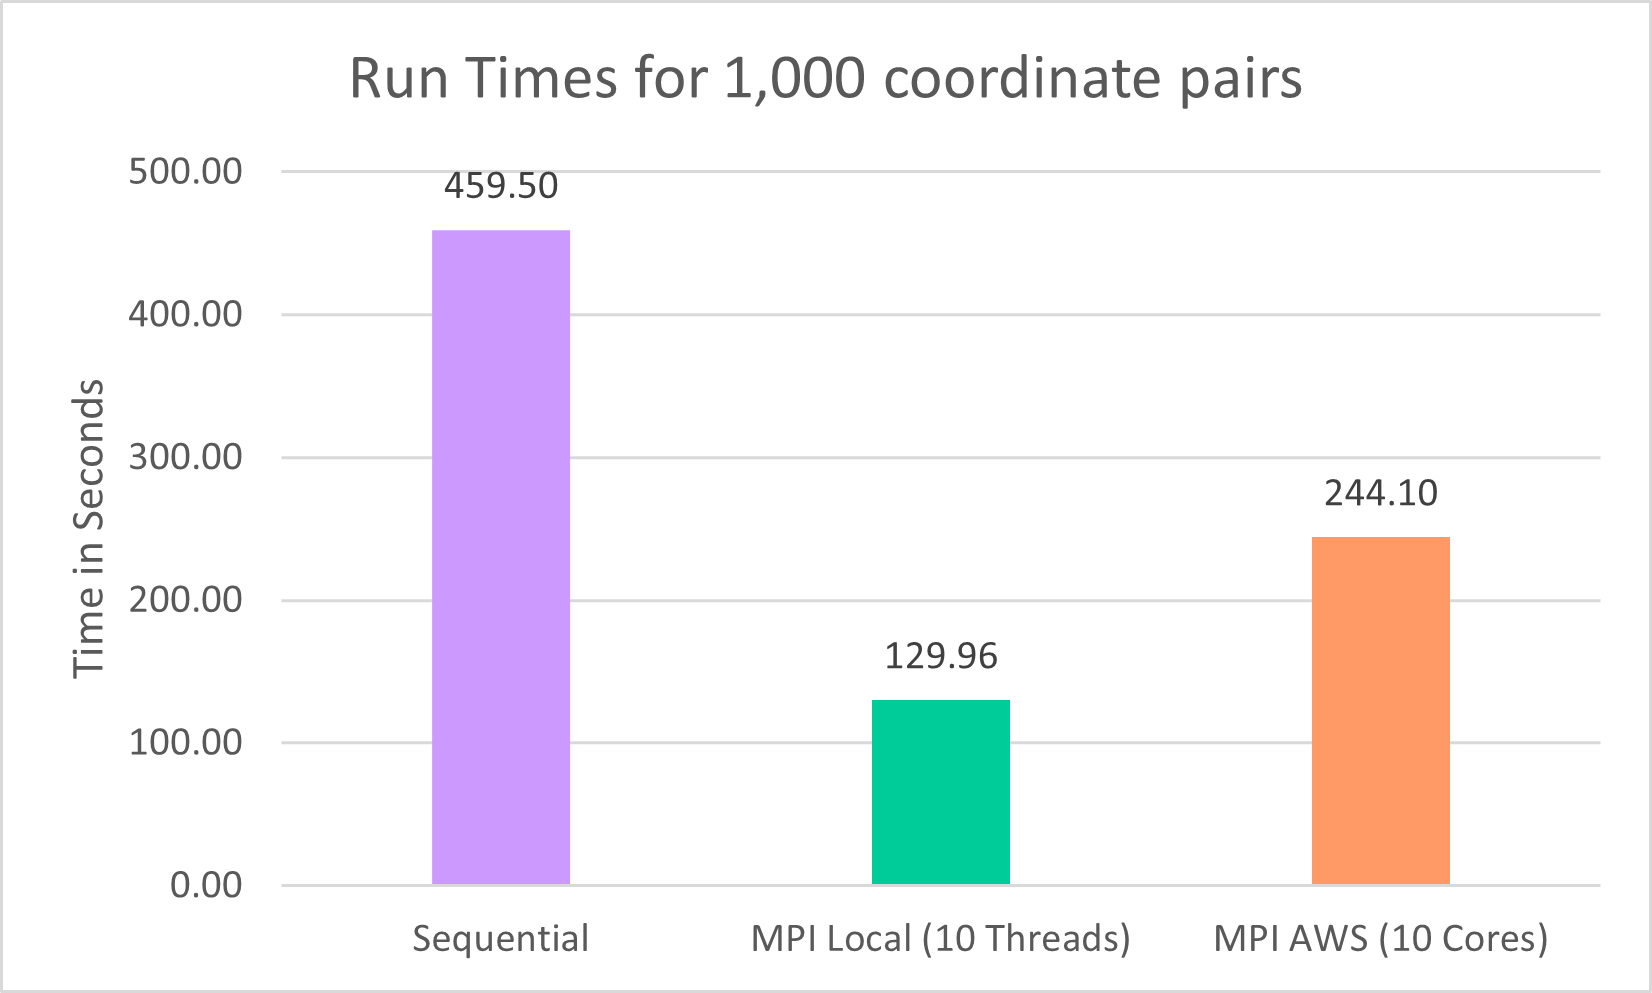 Run Times for 1,000 coordinate pairs
500.00
400.00
300.00
200.00
100.00
0.00
Time in Seconds
459.50
129.96
244.10
Sequential
MPI Local (10 Threads)
MPI AWS (10 Cores)